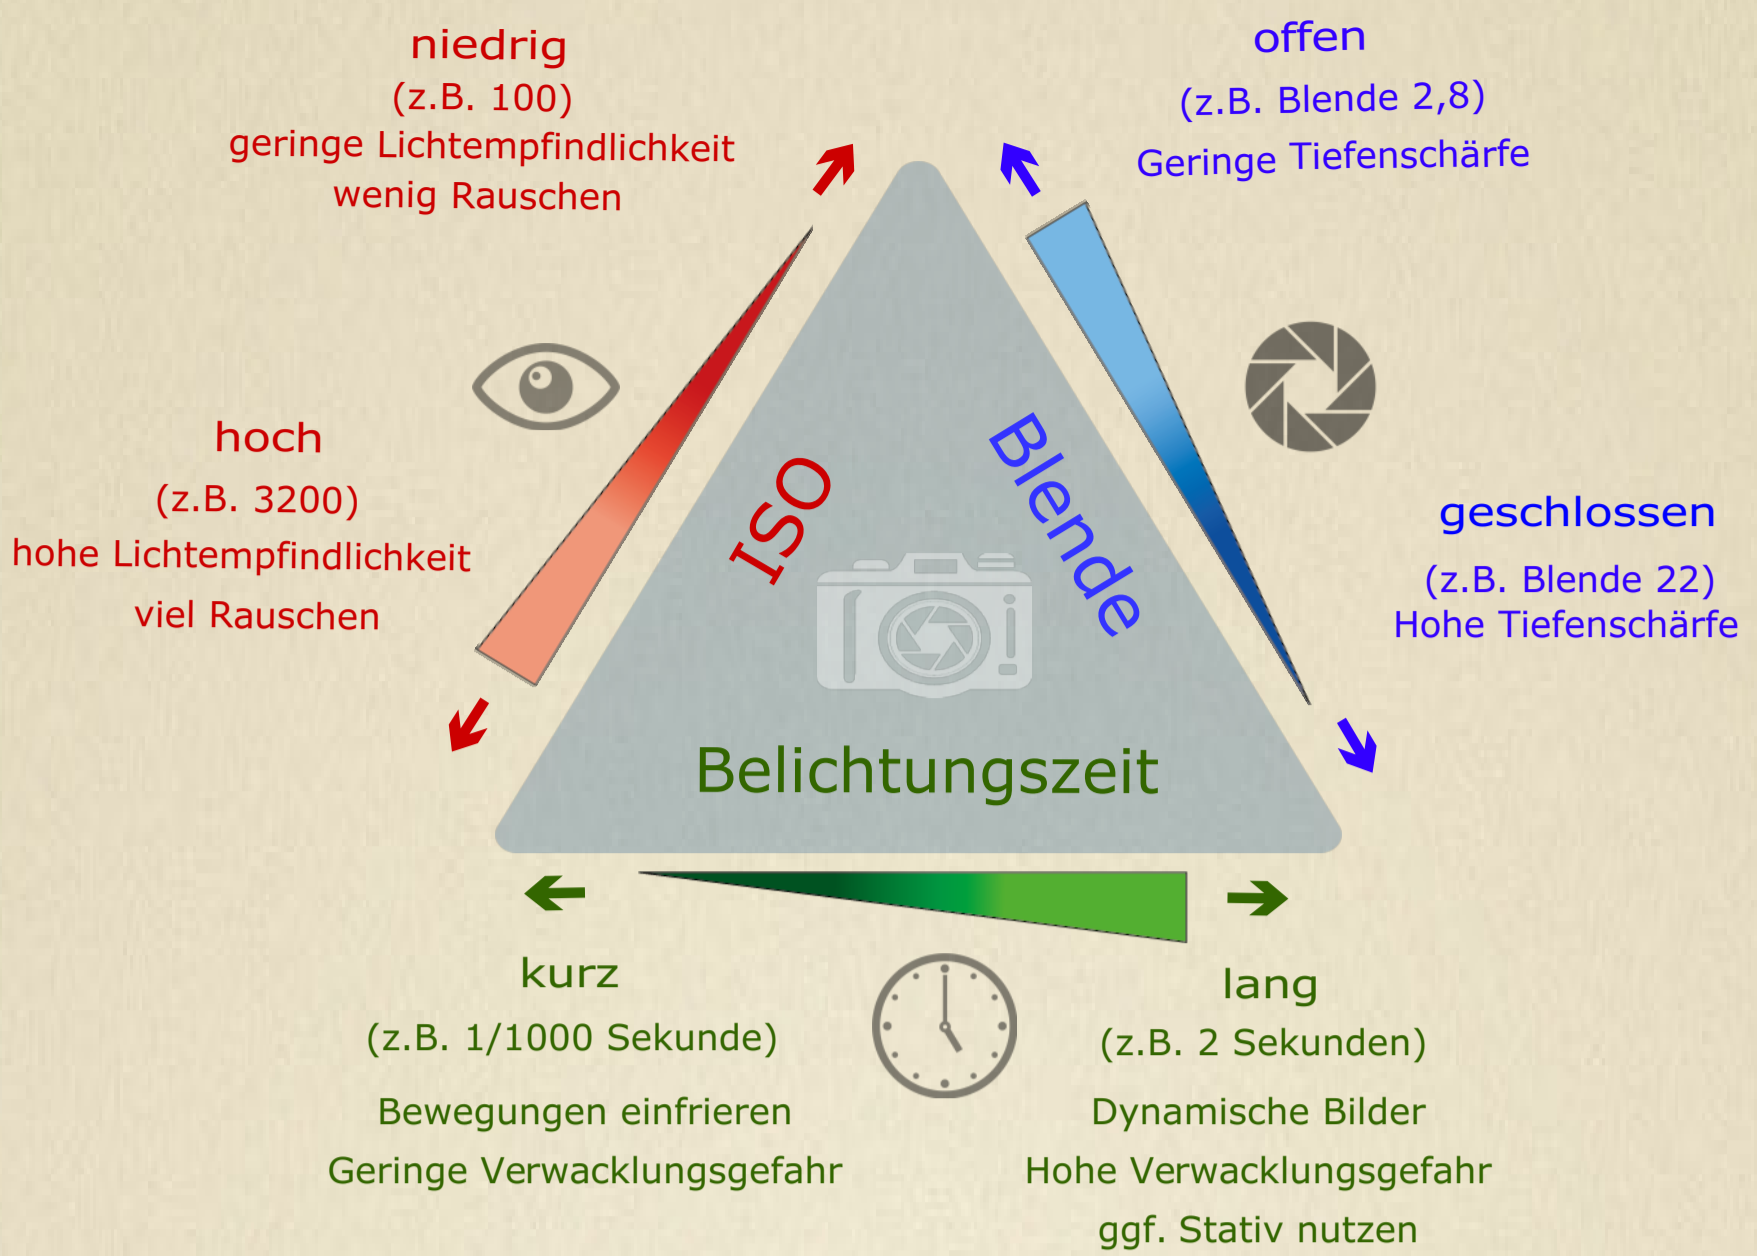 niedrig
(z.B. 100)
geringe Lichtempfindlichkeit
wenig Rauschen
offen
(z.B. Blende 2,8)
Geringe Tiefenschärfe
hoch
(z.B. 3200)
hohe Lichtempfindlichkeit
viel Rauschen
ISO
Blende
geschlossen
(z.B. Blende 22)
Hohe Tiefenschärfe
Belichtungszeit
kurz
(z.B. 1/1000 Sekunde)
Bewegungen einfrieren
Geringe Verwacklungsgefahr
lang
(z.B. 2 Sekunden)
Dynamische Bilder
Hohe Verwacklungsgefahr
ggf. Stativ nutzen